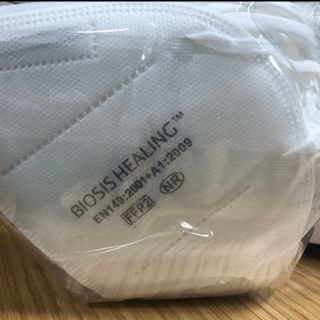 BIOSIS HEALING™
EN149:2001+A1:2009
FFP2 NR